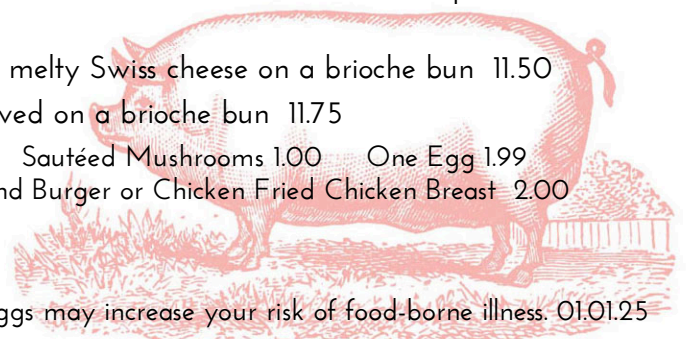 melty Swiss cheese on a brioche bun 11.50
ved on a brioche bun 11.75
Sautéed Mushrooms 1.00 One Egg 1.99
nd Burger or Chicken Fried Chicken Breast 2.00
ggs may increase your risk of food-borne illness. 01.01.25